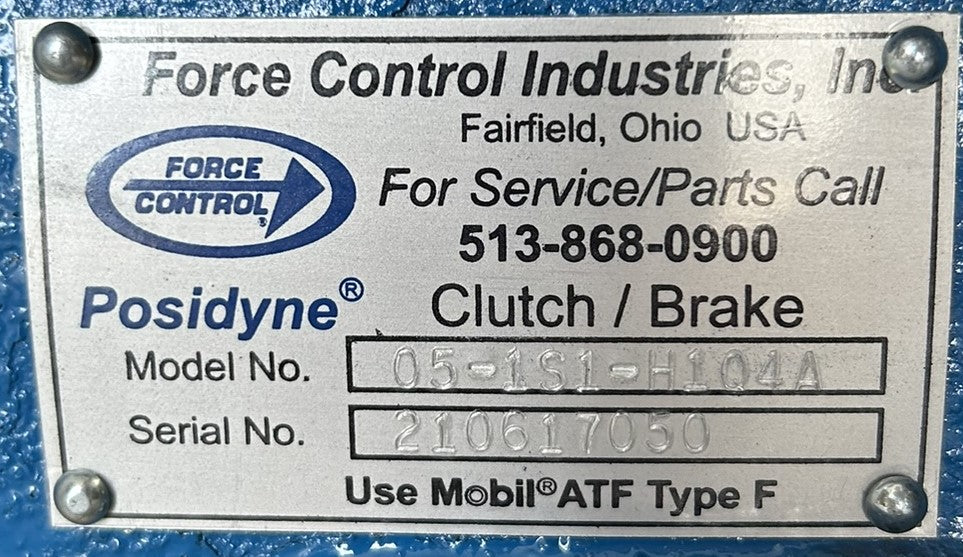 Force Control Industries, Inc.
Fairfield, Ohio USA
FORCE
CONTROL®
For Service/Parts Call
513-868-0900
Posidyne® Clutch / Brake
Model No. 05-1S1-H1Q4A
Serial No. 210617050
Use Mobil® ATF Type F